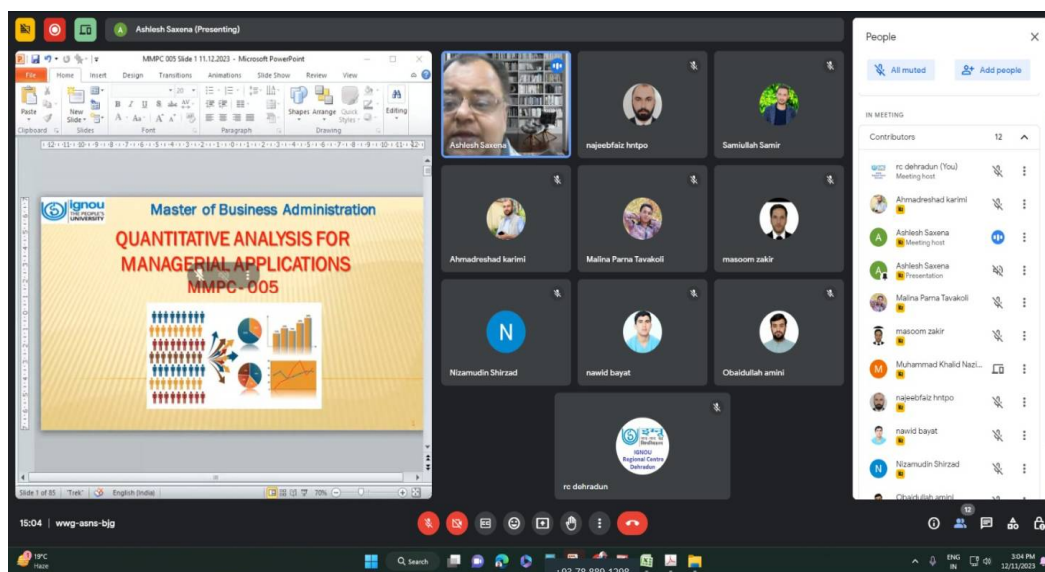 Ashlesh Saxena (Presenting)
MMPC 005 Slide 1 11.12.2023 - Microsoft PowerPoint
File Home Insert Design Transitions Animations Slide Show Review View
Paste
New Slide
Shapes Arrange Quick Styles
Editing
Clipboard Slides Font Paragraph Drawing
ignou
THE PEOPLE'S
UNIVERSITY
Master of Business Administration
QUANTITATIVE ANALYSIS FOR
MANAGERIAL APPLICATIONS
MMPC - 005
1
Slide 1 of 85 "Trek" English (India) 70%
Ashlesh Saxena
najeebfaiz hntpo
Samiullah Samir
Ahmadreshad karimi
Malina Parna Tavakoli
masoom zakir
N
Nizamudin Shirzad
nawid bayat
Obaidullah amini
IGNOU
Regional Centre
Dehradun
rc dehradun
People
All muted
Add people
IN MEETING
Contributors 12
rc dehradun (You)
Meeting host
Ahmadreshad karimi
A
Ashlesh Saxena
Meeting host
A
Ashlesh Saxena
Presentation
Malina Parna Tavakoli
masoom zakir
M
Muhammad Khalid Nazi...
najeebfaiz hntpo
nawid bayat
N
Nizamudin Shirzad
Obaidullah amini
15:04 | wwg-asns-bjg
12
19°C
Haze
Search
ENG
IN
3:04 PM
12/11/2023